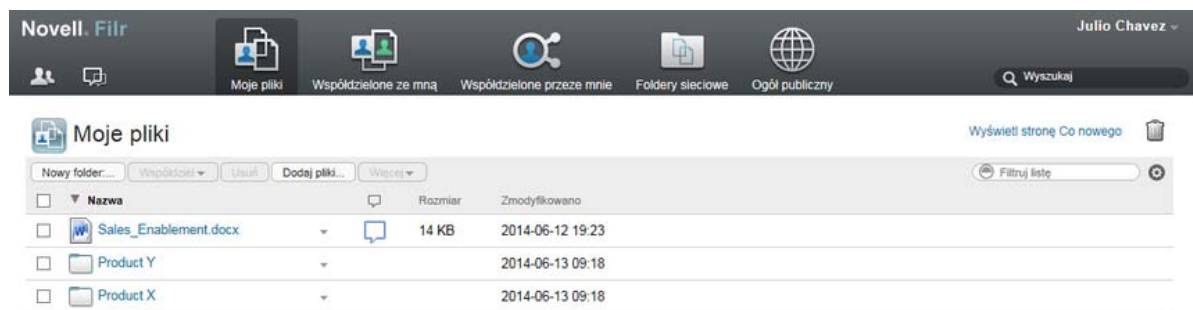 Novell. Filr
Julio Chavez
Moje pliki
Współdzielone ze mną
Współdzielone przeze mnie
Foldery sieciowe
Ogół publiczny
Wyszukaj
Moje pliki
Wyświetl stronę Co nowego
Nowy folder:...
Współdziel
Usuń
Dodaj pliki...
Więcej
Filtruj listę
Nazwa
Rozmiar
Zmodyfikowano
Sales_Enablement.docx
14 KB
2014-06-12 19:23
Product Y
2014-06-13 09:18
Product X
2014-06-13 09:18